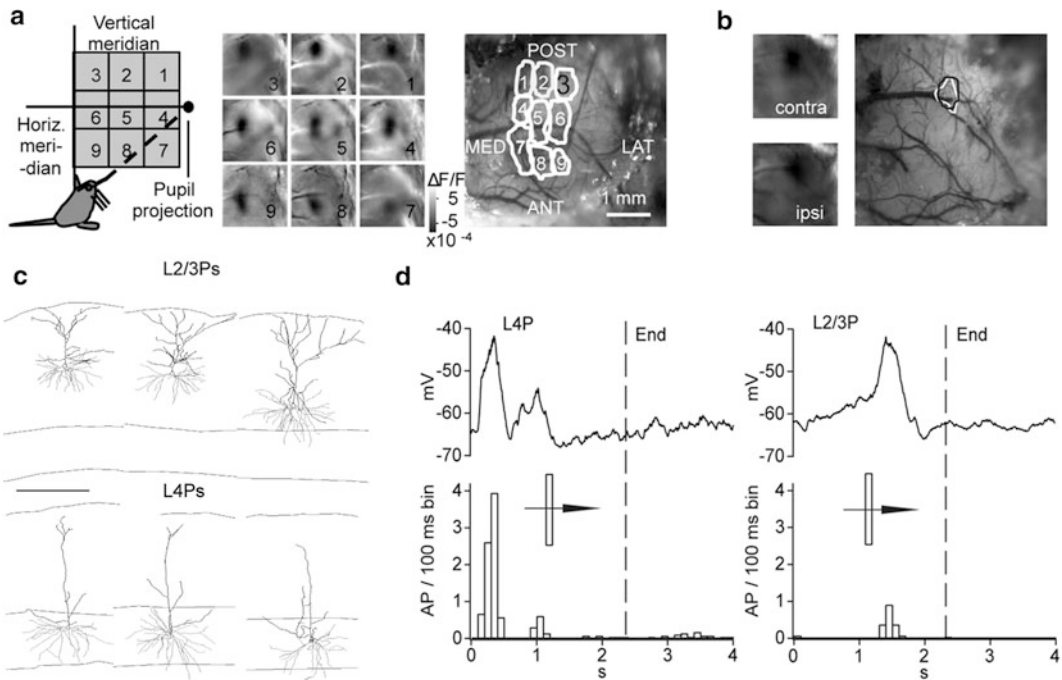 a
Vertical
meridian
3 2 1
6 5 4
9 8 7
Horiz.
meri-
-dian
Pupil
projection
3 2 1
6 5 4
9 8 7
ΔF/F
5
-5
x10 -4
POST
1 2 3
4 5 6
7 8 9
MED
LAT
ANT
1 mm
b
contra
ipsi
c
L2/3Ps
L4Ps
d
L4P
End
-40
-50
-60
-70
mV
4
3
2
1
0
AP / 100 ms bin
0 1 2 3 4
s
L2/3P
End
-40
-50
-60
-70
mV
4
3
2
1
0
AP / 100 ms bin
0 1 2 3 4
s